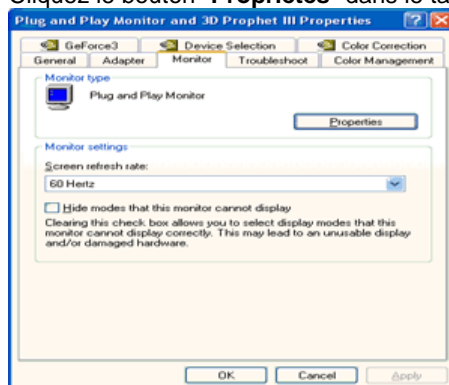 Cliquez le bouton "Propriétés" dans le ta
Plug and Play Monitor and 3D Prophet III Properties
GeForce3 Device Selection Color Correction
General Adapter Monitor Troubleshoot Color Management
Monitor type
Plug and Play Monitor
Properties
Monitor settings
Screen refresh rate:
60 Hertz
Hide modes that this monitor cannot display
Clearing this check box allows you to select display modes that this
monitor cannot display correctly. This may lead to an unusable display
and/or damaged hardware.
OK Cancel Apply